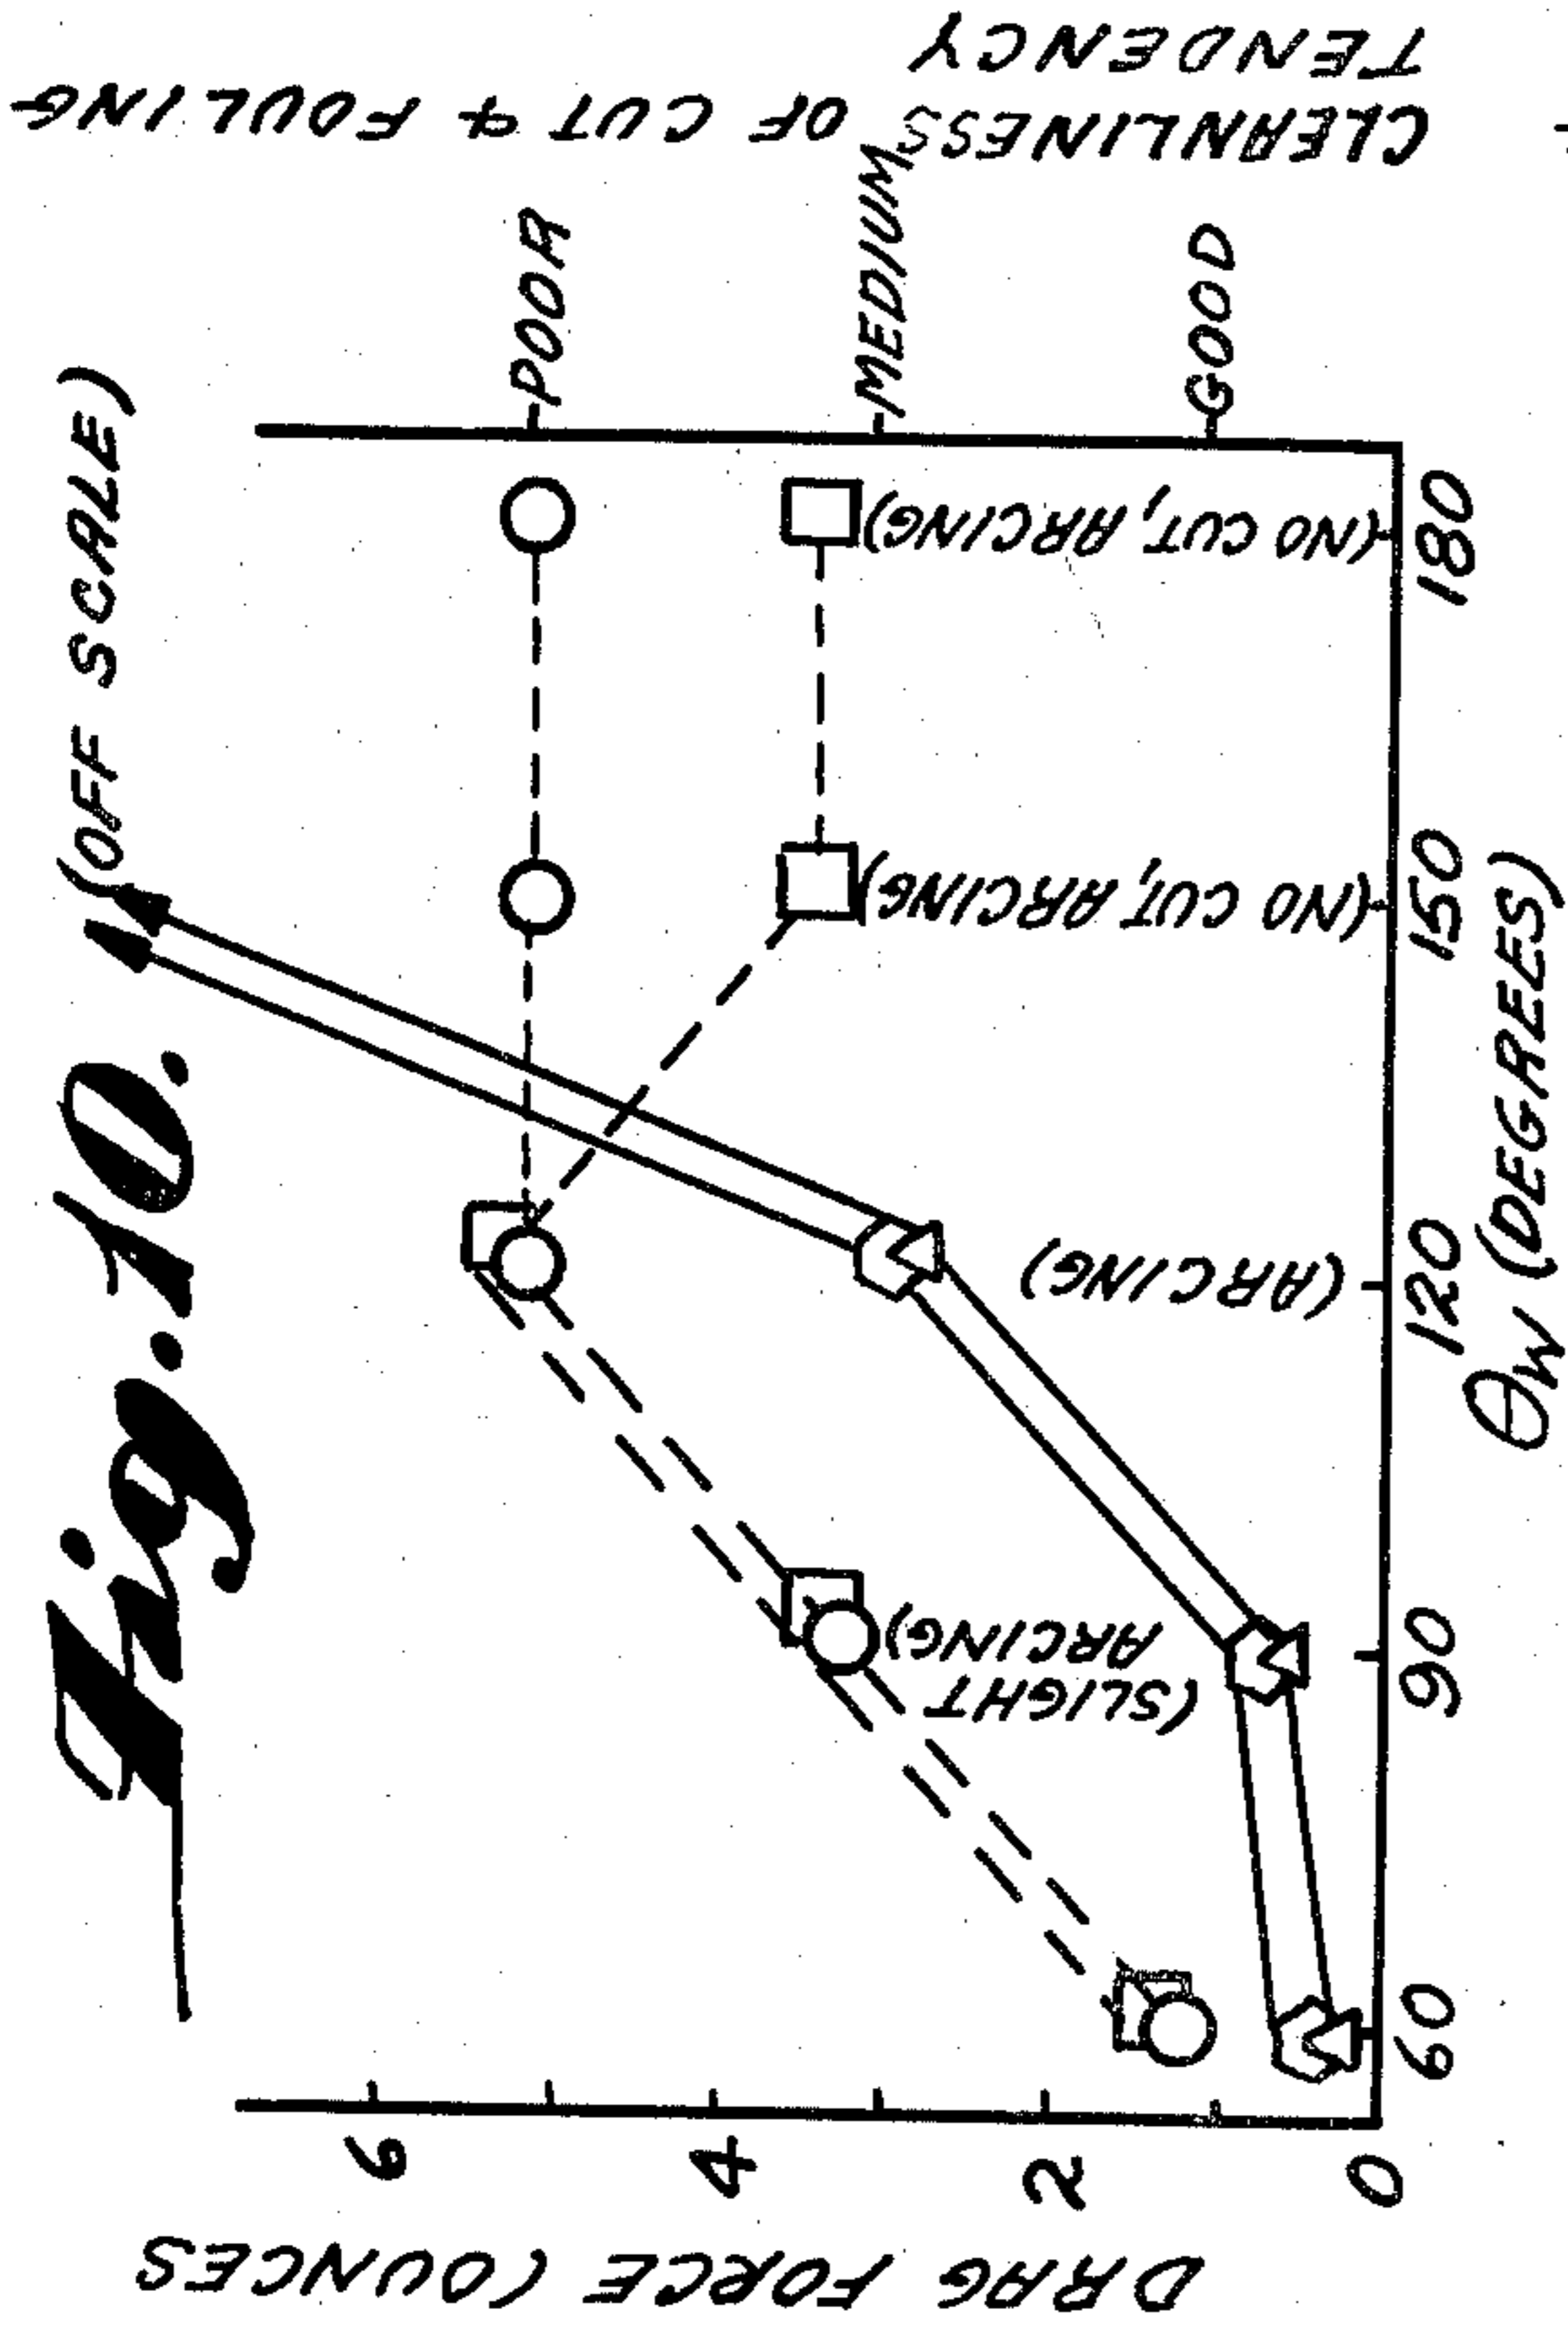 Fig. 10.
(OFF SCALE)
DRAG FORCE (OUNCES
6
4
2
0
POOR
MEDIUM
GOOD
CLEANLINESS OF CUT & FOULING
TENDENCY
(SLIGHT
ARCING)
(ARCING)
(NO CUT, ARCING)
(NO CUT, ARCING)
60
90
120
150
180
θW (DEGREES)